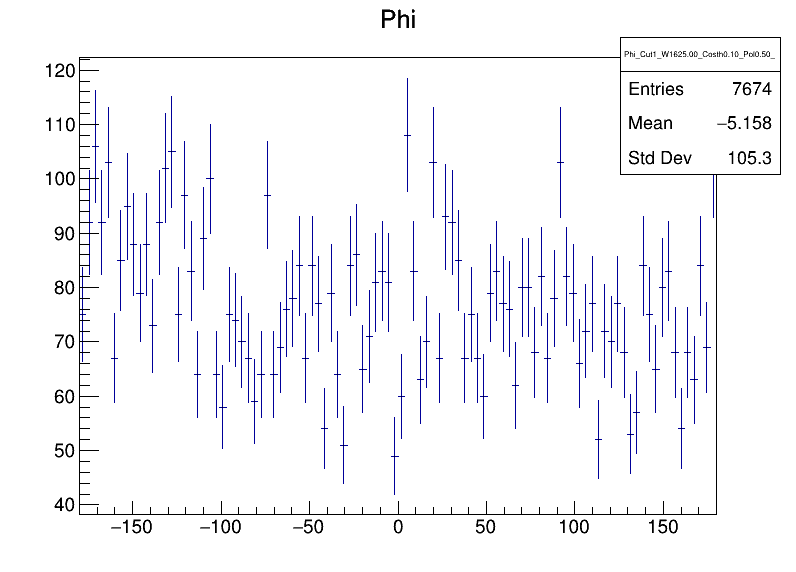 Phi
Phi_Cut1_W1625.00_Costh0.10_Pol0.50_
Entries 7674
Mean −5.158
Std Dev 105.3
120
110
100
90
80
70
60
50
40
−150 −100 −50 0 50 100 150